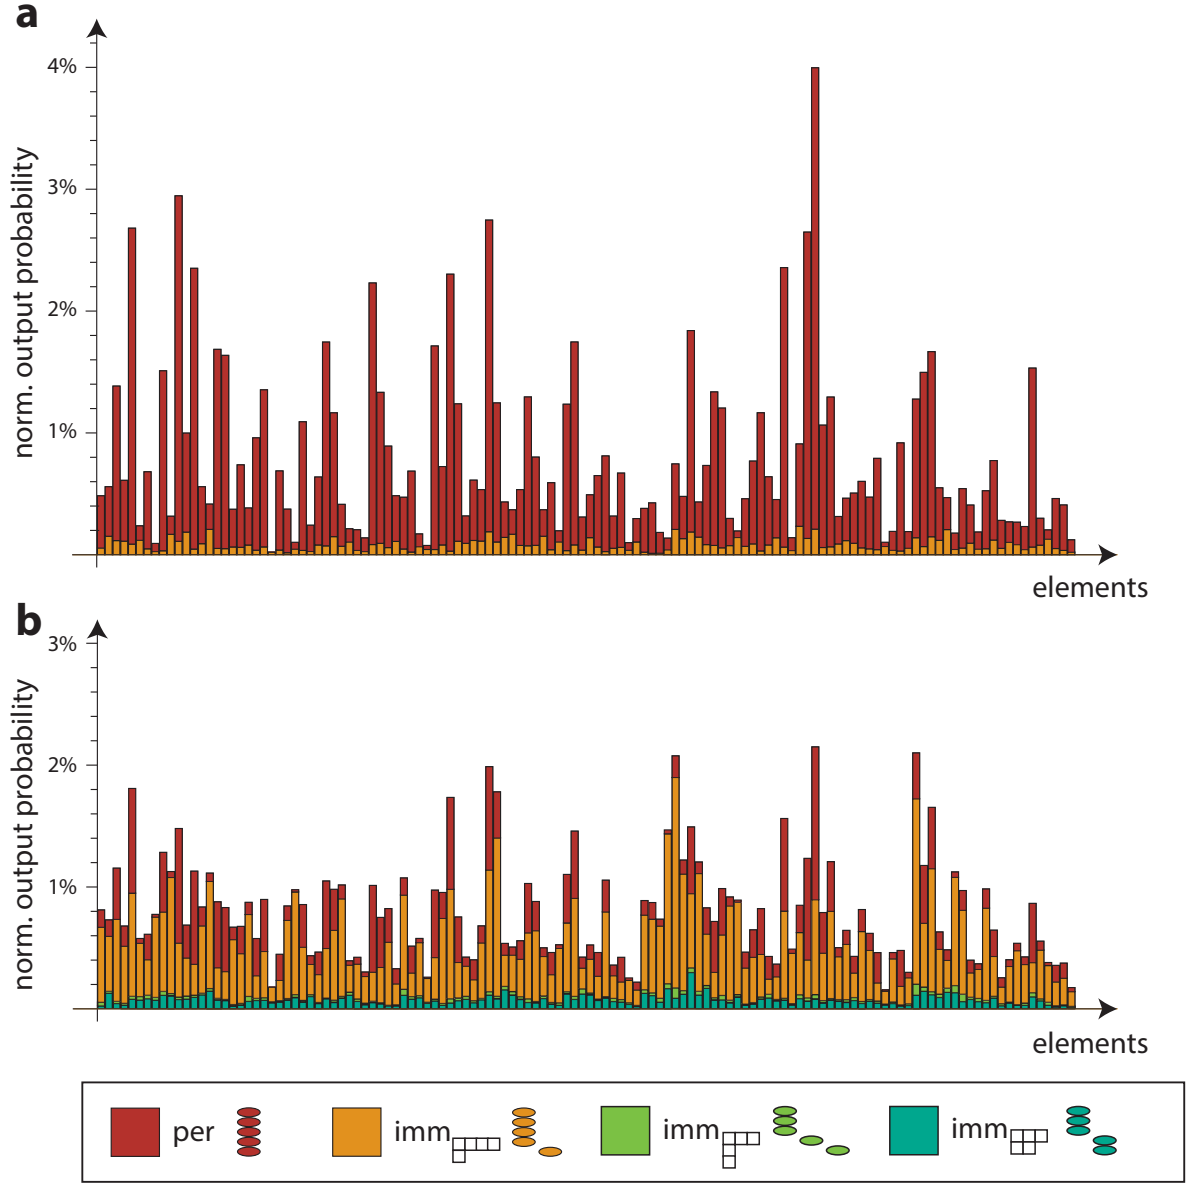 a
4%
3%
2%
1%
norm. output probability
elements
b
3%
2%
1%
norm. output probability
elements
per imm imm imm